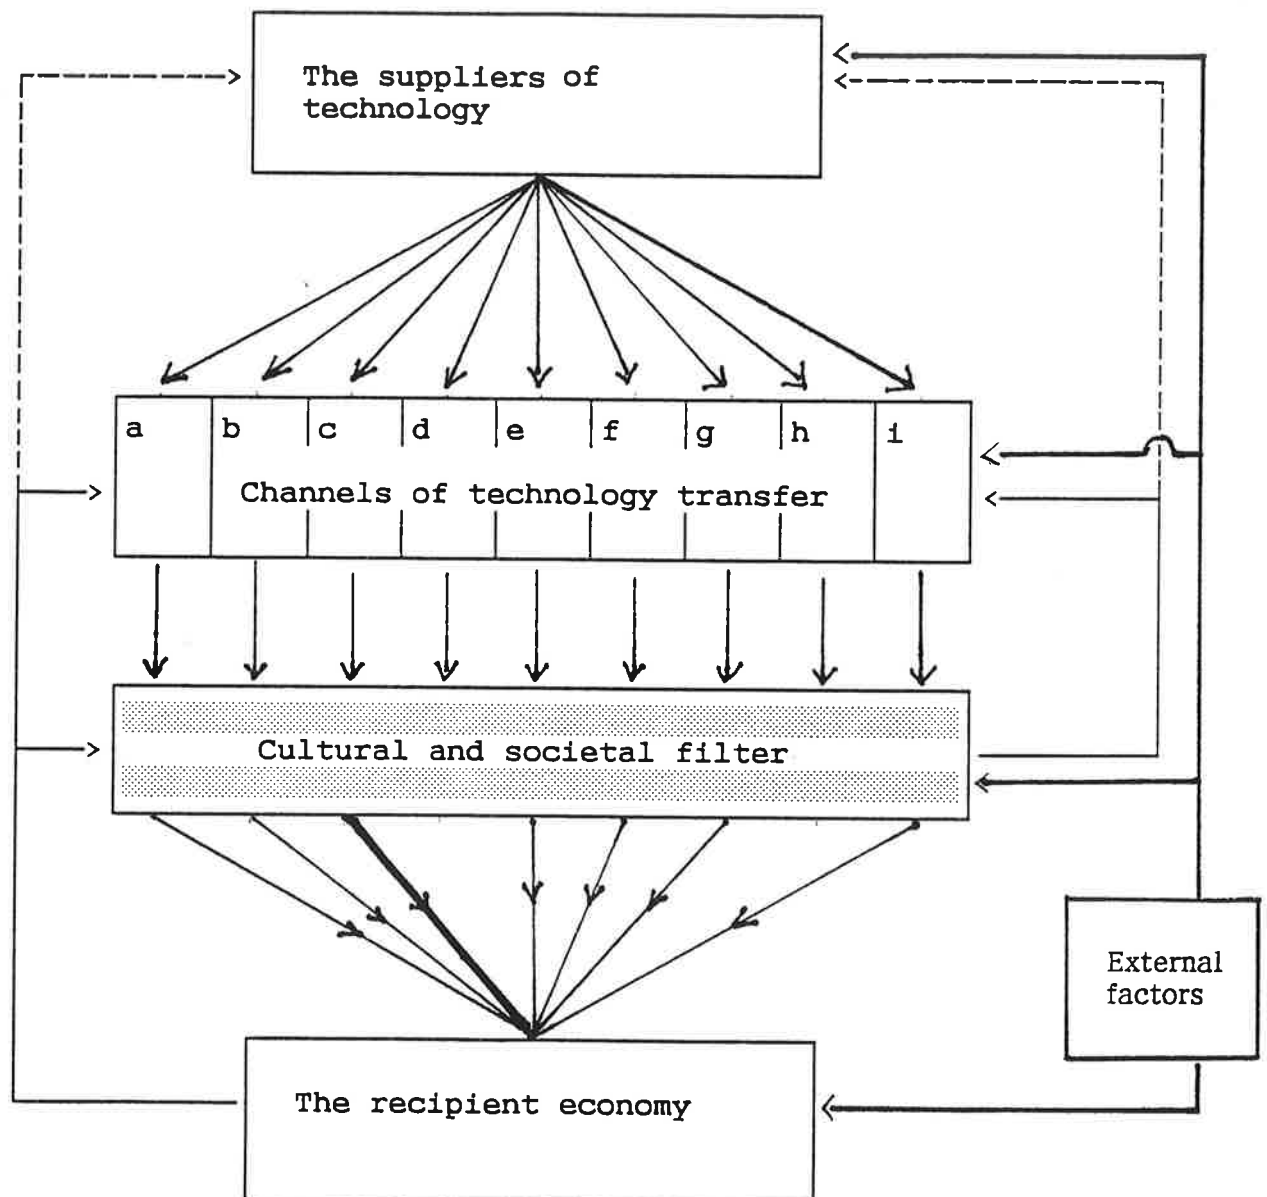 The suppliers of
technology
a b c d e f g h i
Channels of technology transfer
Cultural and societal filter
External
factors
The recipient economy